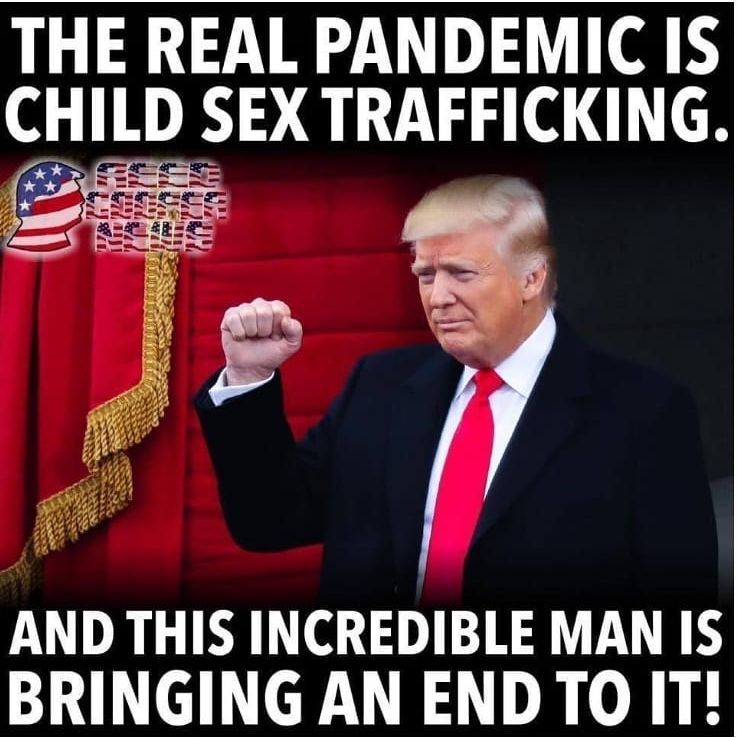 THE REAL PANDEMIC IS
CHILD SEX TRAFFICKING.
AND THIS INCREDIBLE MAN IS
BRINGING AN END TO IT!